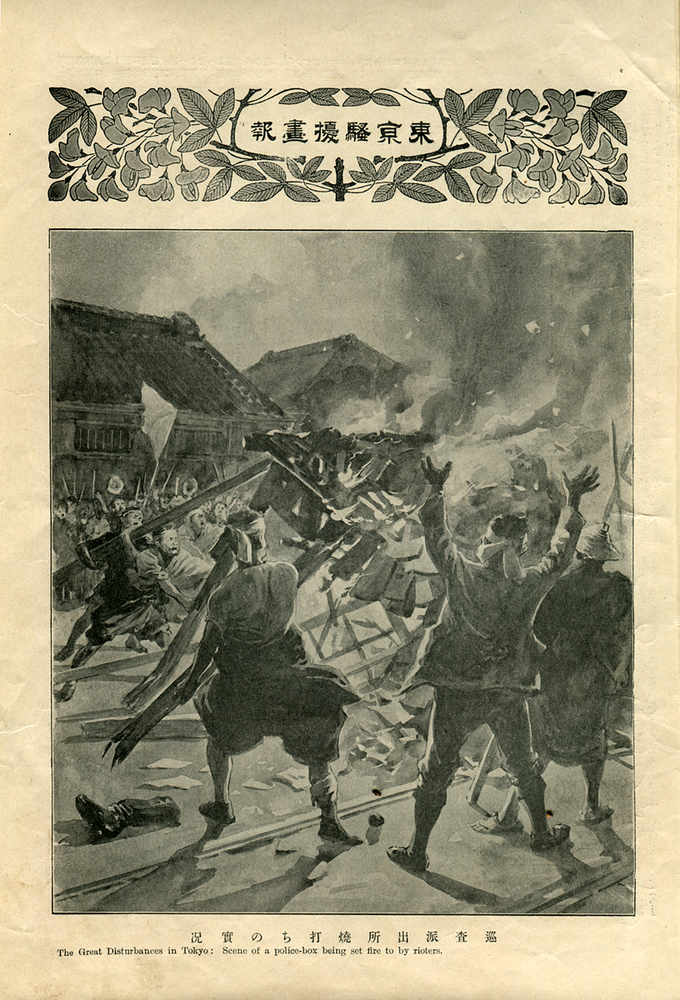 東京騷擾畫報
巡査派出所燒打ちの實況
The Great Disturbances in Tokyo: Scene of a police-box being set fire to by rioters.